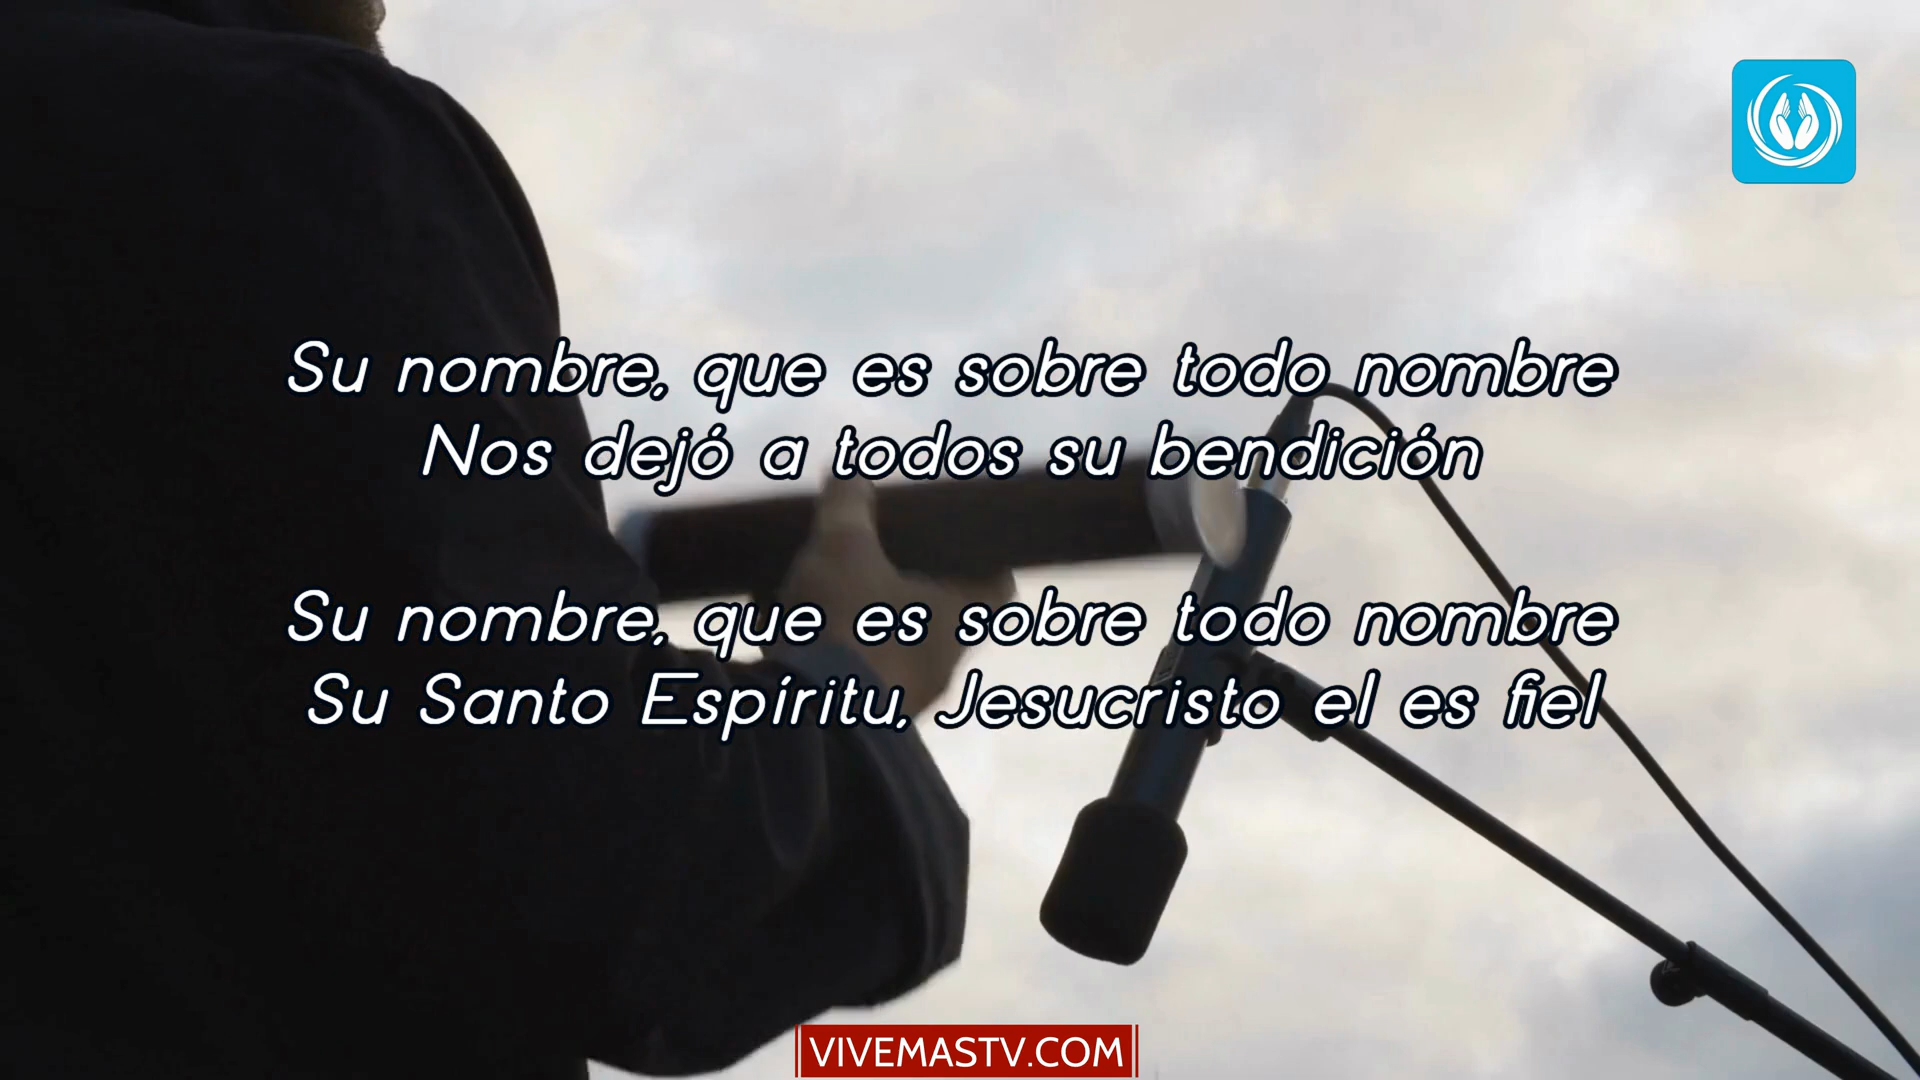 Su nombre, que es sobre todo nombre
Nos dejó a todos su bendición
Su nombre, que es sobre todo nombre
Su Santo Espíritu, Jesucristo el es fiel
VIVEMASTV.COM